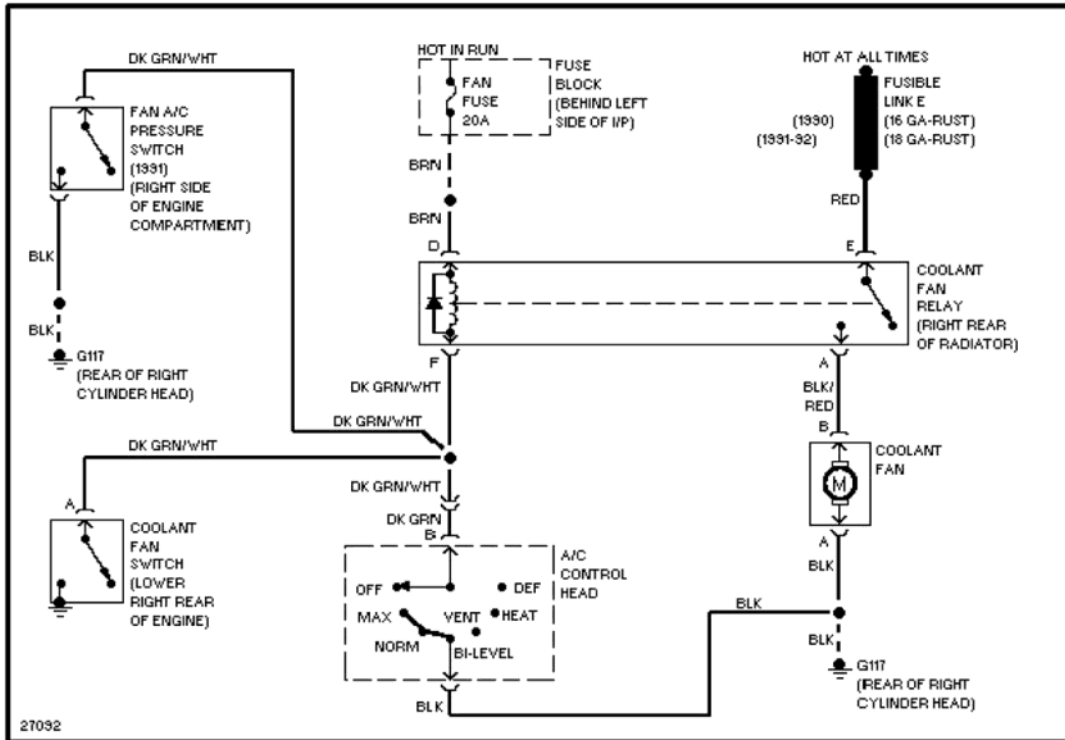 DK GRN/WHT
FAN A/C
PRESSURE
SWITCH
(1991)
(RIGHT SIDE
OF ENGINE
COMPARTMENT)
BLK
BLK
G117
(REAR OF RIGHT
CYLINDER HEAD)
HOT IN RUN
FAN
FUSE
20A
FUSE
BLOCK
(BEHIND LEFT
SIDE OF I/P)
BRN
BRN
D
HOT AT ALL TIMES
FUSIBLE
LINK E
(1990) (16 GA-RUST)
(1991-92) (18 GA-RUST)
RED
E
COOLANT
FAN
RELAY
(RIGHT REAR
OF RADIATOR)
F
A
DK GRN/WHT
DK GRN/WHT
DK GRN/WHT
BLK/
RED
B
COOLANT
FAN
M
A
BLK
A
COOLANT
FAN
SWITCH
(LOWER
RIGHT REAR
OF ENGINE)
DK GRN/WHT
DK GRN
B
A/C
CONTROL
HEAD
OFF
DEF
MAX
VENT
HEAT
NORM
BI-LEVEL
BLK
BLK
BLK
G117
(REAR OF RIGHT
CYLINDER HEAD)
27092